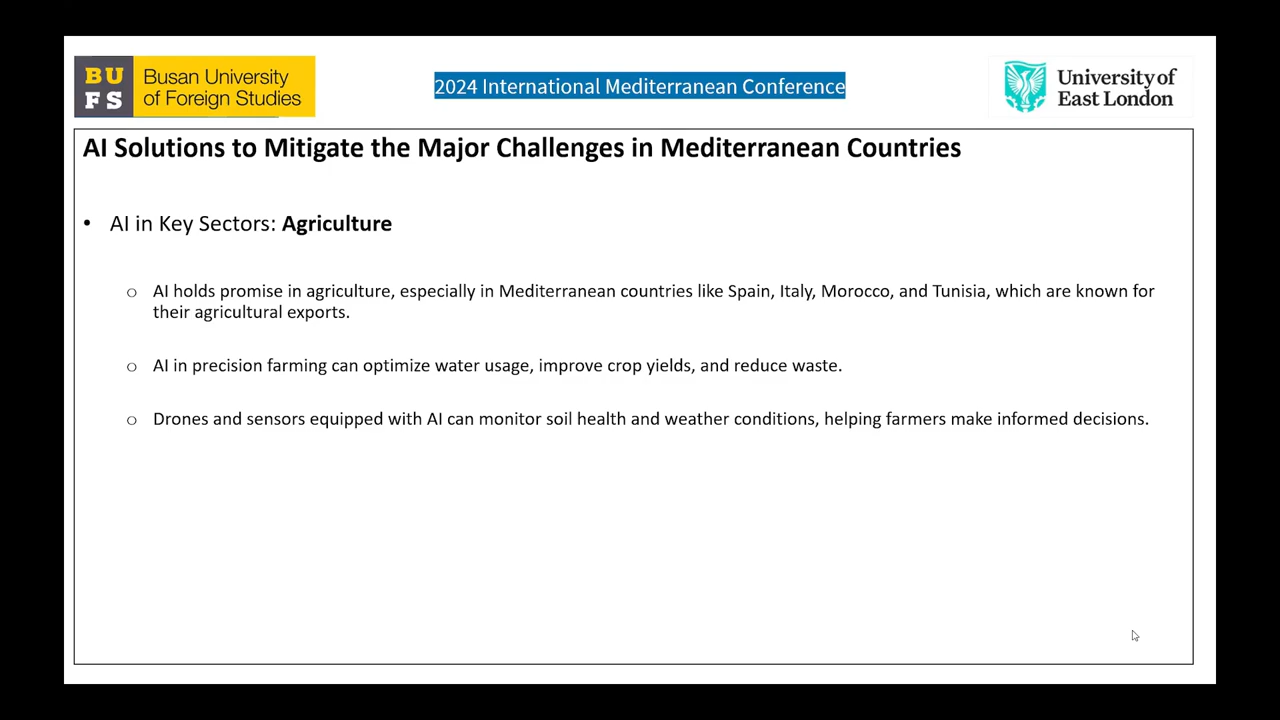 BU
FS
Busan University
of Foreign Studies
2024 International Mediterranean Conference
University of
East London
AI Solutions to Mitigate the Major Challenges in Mediterranean Countries
• AI in Key Sectors: Agriculture
o AI holds promise in agriculture, especially in Mediterranean countries like Spain, Italy, Morocco, and Tunisia, which are known for
their agricultural exports.
o AI in precision farming can optimize water usage, improve crop yields, and reduce waste.
o Drones and sensors equipped with AI can monitor soil health and weather conditions, helping farmers make informed decisions.